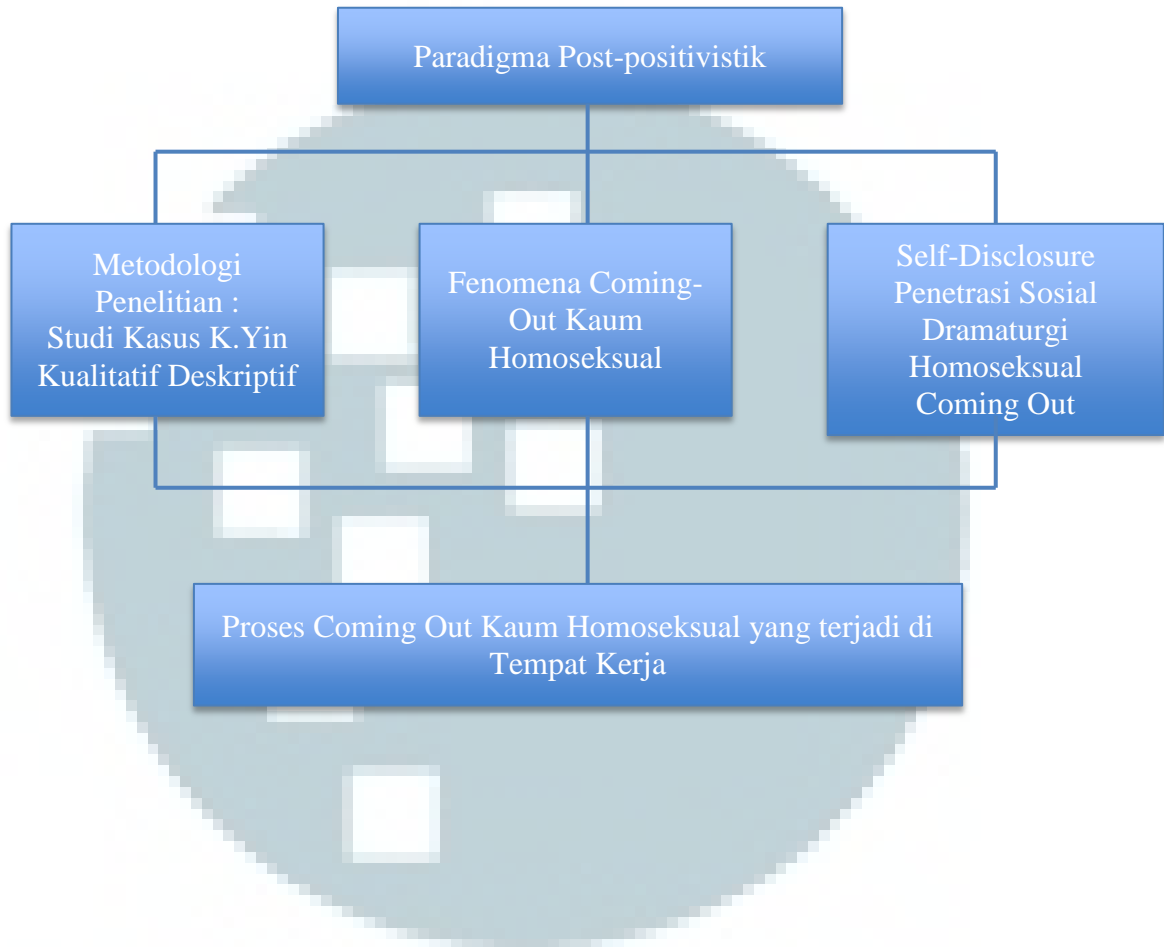 Paradigma Post-positivistik
Metodologi
Penelitian :
Studi Kasus K.Yin
Kualitatif Deskriptif
Fenomena Coming-
Out Kaum
Homoseksual
Self-Disclosure
Penetrasi Sosial
Dramaturgi
Homoseksual
Coming Out
Proses Coming Out Kaum Homoseksual yang terjadi di
Tempat Kerja